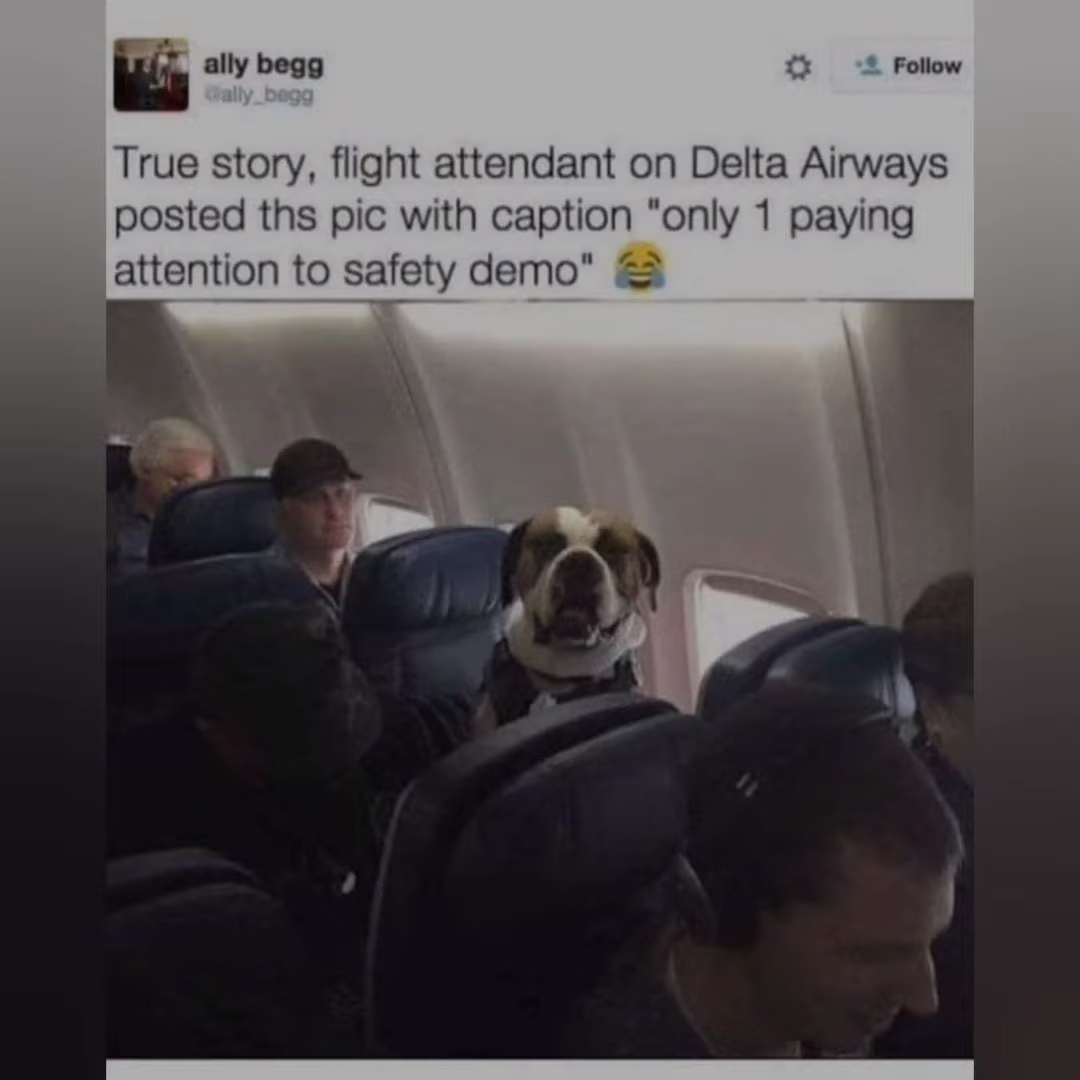 ally begg
@ally_begg
Follow
True story, flight attendant on Delta Airways
posted ths pic with caption "only 1 paying
attention to safety demo" 😂